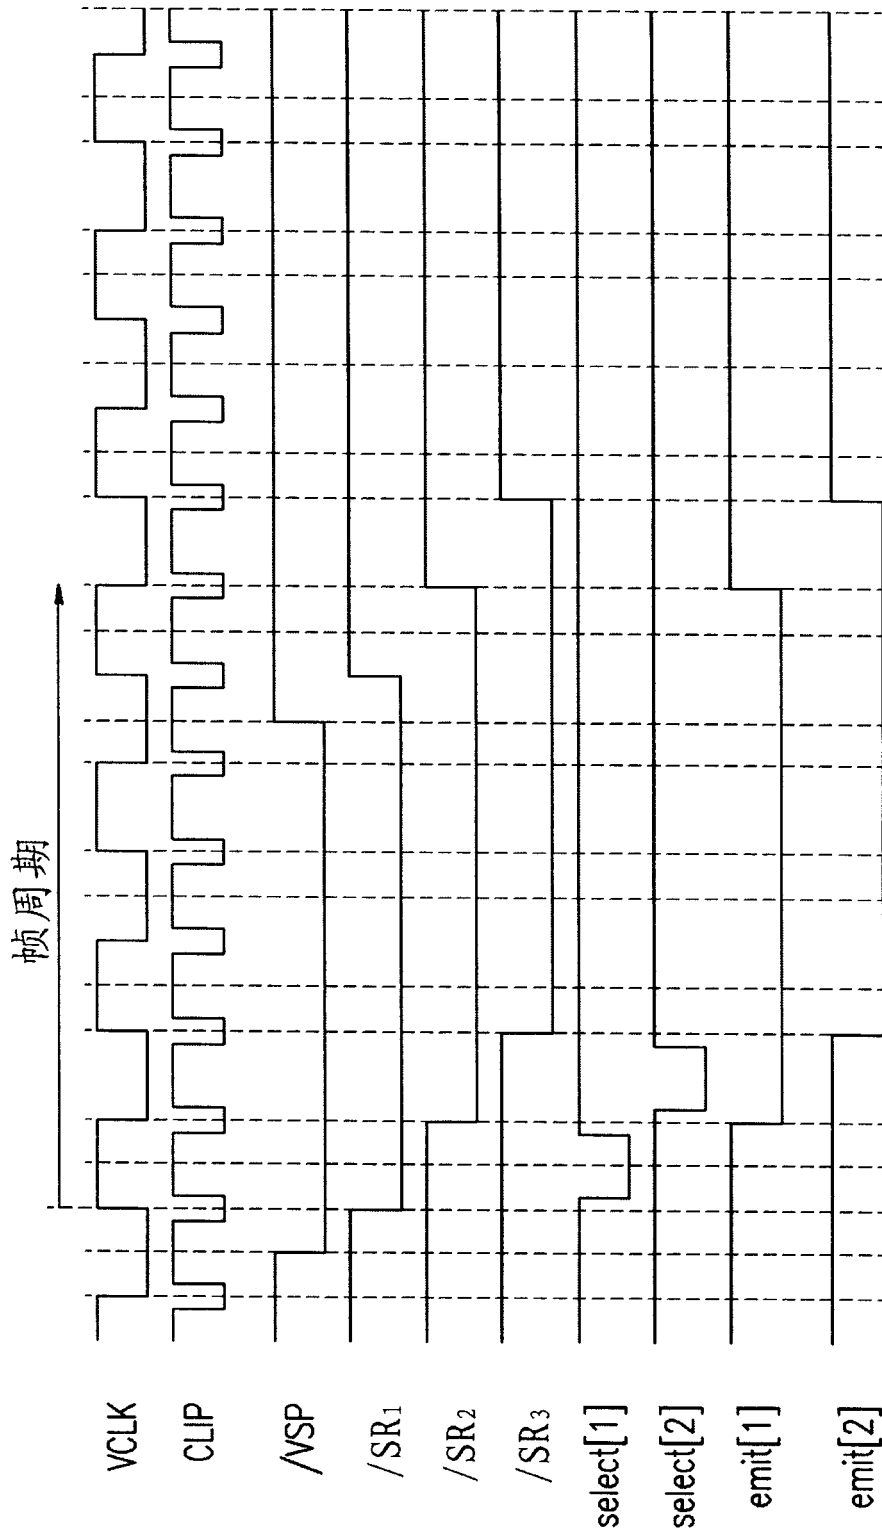 帧周期
VCLK
CLIP
/VSP
/SR1
/SR2
/SR3
select[1]
select[2]
emit[1]
emit[2]